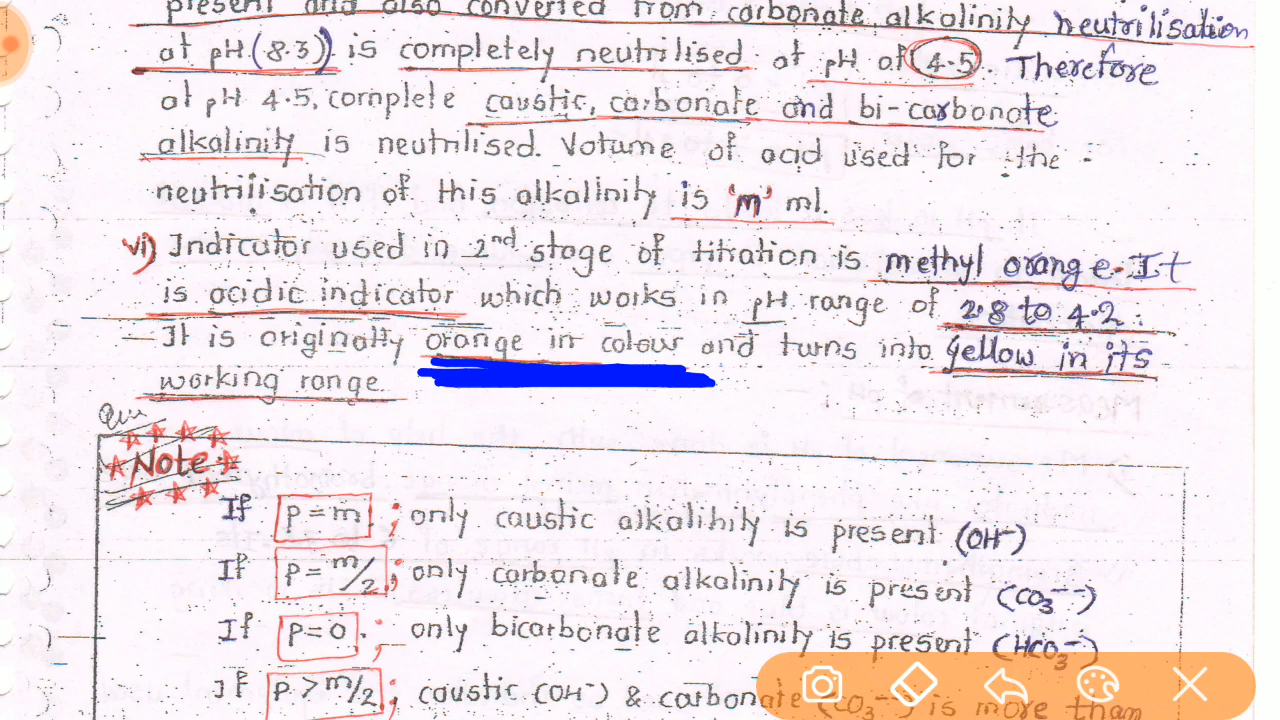 present and also converted from carbonate alkalinity neutrilisation
at pH (8.3) is completely neutrilised at pH of 4.5. Therefore
at pH 4.5, complete caustic, carbonate and bi-carbonate
alkalinity is neutrilised. Volume of acid used for the
neutrilisation of this alkalinity is 'm' ml.
vi) Indicator used in 2nd stage of titration is methyl orange. It
is acidic indicator which works in pH range of 2.8 to 4.2.
— It is originally orange in colour and turns into yellow in its
working range.
Note:
If p=m ; only caustic alkalinity is present (OH-)
If p=m/2 ; only carbonate alkalinity is present (CO3--)
If p=0 ; only bicarbonate alkalinity is present (HCO3-)
If p>m/2 ; caustic (OH-) & carbonate (CO3--) is more than